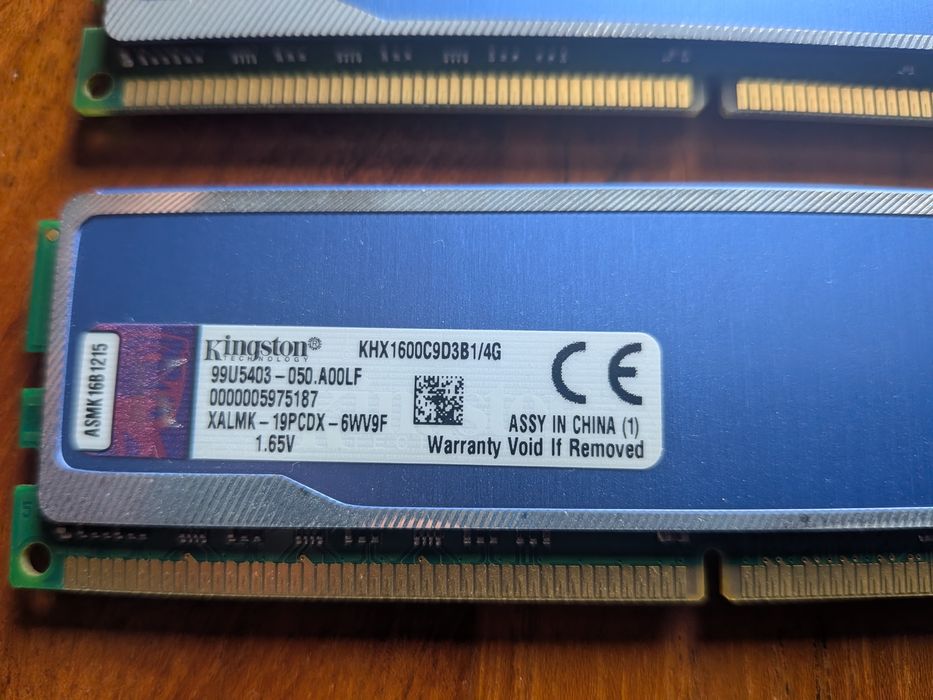 ASMK16B1215
Kingston
TECHNOLOGY
KHX1600C9D3B1/4G
99U5403-050.A00LF
0000005975187
XALMK-19PCDX-6WV9F
1.65V
CE
ASSY IN CHINA (1)
Warranty Void If Removed